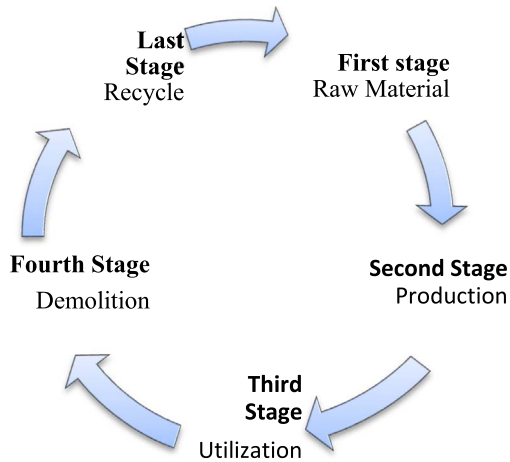 First stage
Raw Material
Second Stage
Production
Third
Stage
Utilization
Fourth Stage
Demolition
Last
Stage
Recycle